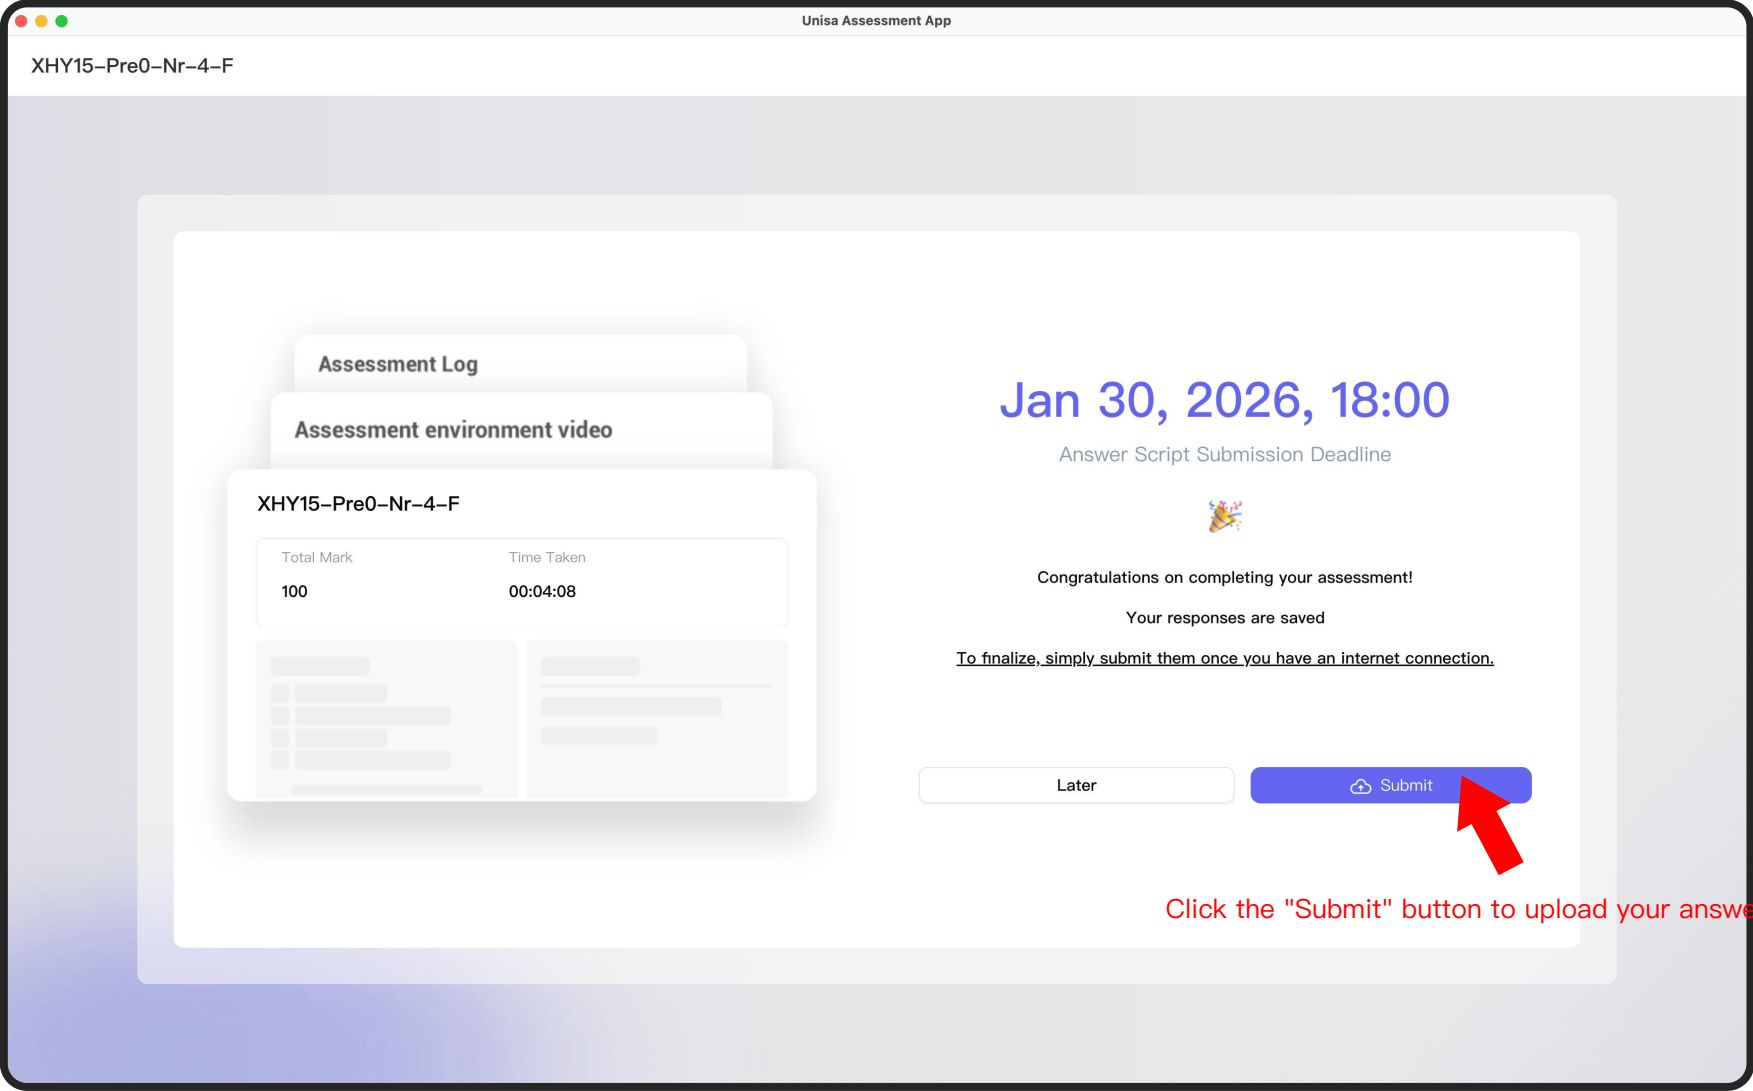 Unisa Assessment App
XHY15-Pre0-Nr-4-F
Assessment Log
Assessment environment video
XHY15-Pre0-Nr-4-F
Total Mark
Time Taken
100
00:04:08
Jan 30, 2026, 18:00
Answer Script Submission Deadline
Congratulations on completing your assessment!
Your responses are saved
To finalize, simply submit them once you have an internet connection.
Later
Submit
Click the "Submit" button to upload your answe